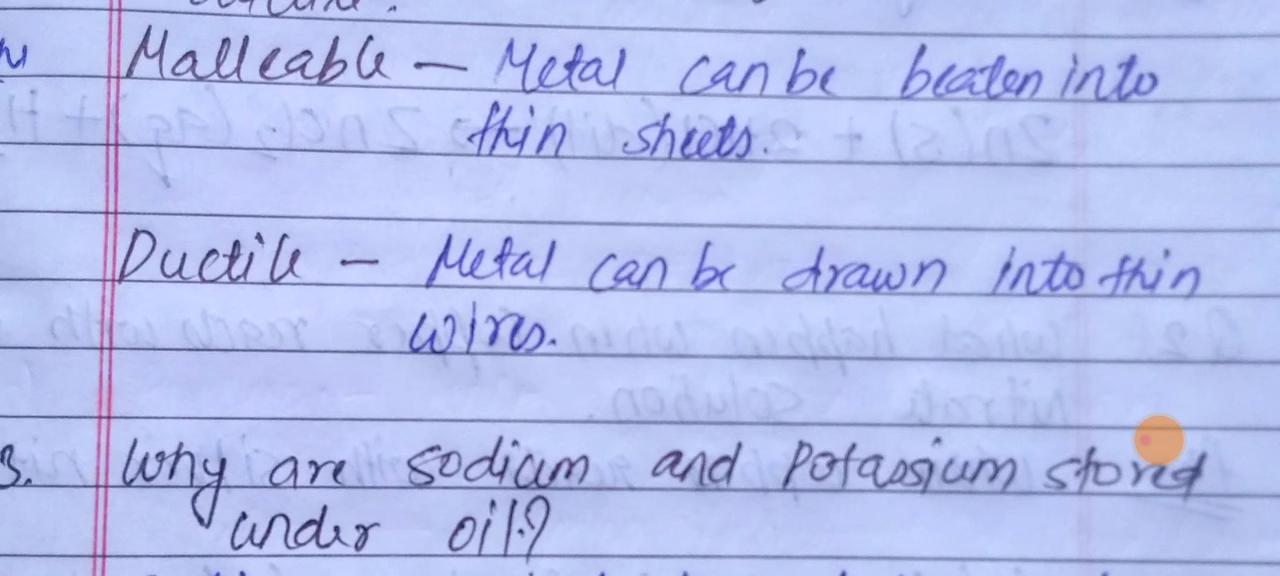 Malleable - Metal can be beaten into
thin sheets.
Ductile - Metal can be drawn into thin
wires.
3. Why are sodium and Potassium stored
under oil?